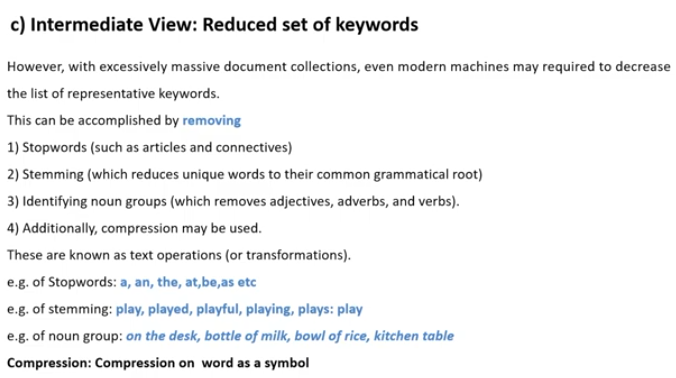 c) Intermediate View: Reduced set of keywords
However, with excessively massive document collections, even modern machines may required to decrease
the list of representative keywords.
This can be accomplished by removing
1) Stopwords (such as articles and connectives)
2) Stemming (which reduces unique words to their common grammatical root)
3) Identifying noun groups (which removes adjectives, adverbs, and verbs).
4) Additionally, compression may be used.
These are known as text operations (or transformations).
e.g. of Stopwords: a, an, the, at,be,as etc
e.g. of stemming: play, played, playful, playing, plays: play
e.g. of noun group: on the desk, bottle of milk, bowl of rice, kitchen table
Compression: Compression on word as a symbol